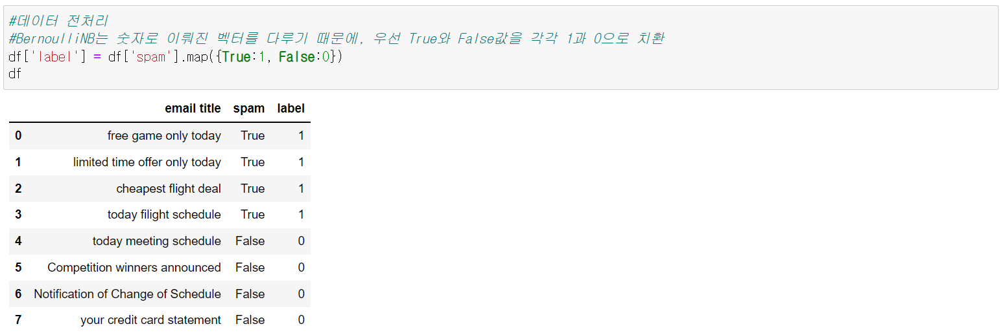 #데이터 전처리
#BernoulliNB는 숫자로 이뤄진 벡터를 다루기 때문에, 우선 True와 False값을 각각 1과 0으로 치환
df['label'] = df['spam'].map({True:1, False:0})
df
email title spam label
0 free game only today True 1
1 limited time offer only today True 1
2 cheapest flight deal True 1
3 today filight schedule True 1
4 today meeting schedule False 0
5 Competition winners announced False 0
6 Notification of Change of Schedule False 0
7 your credit card statement False 0